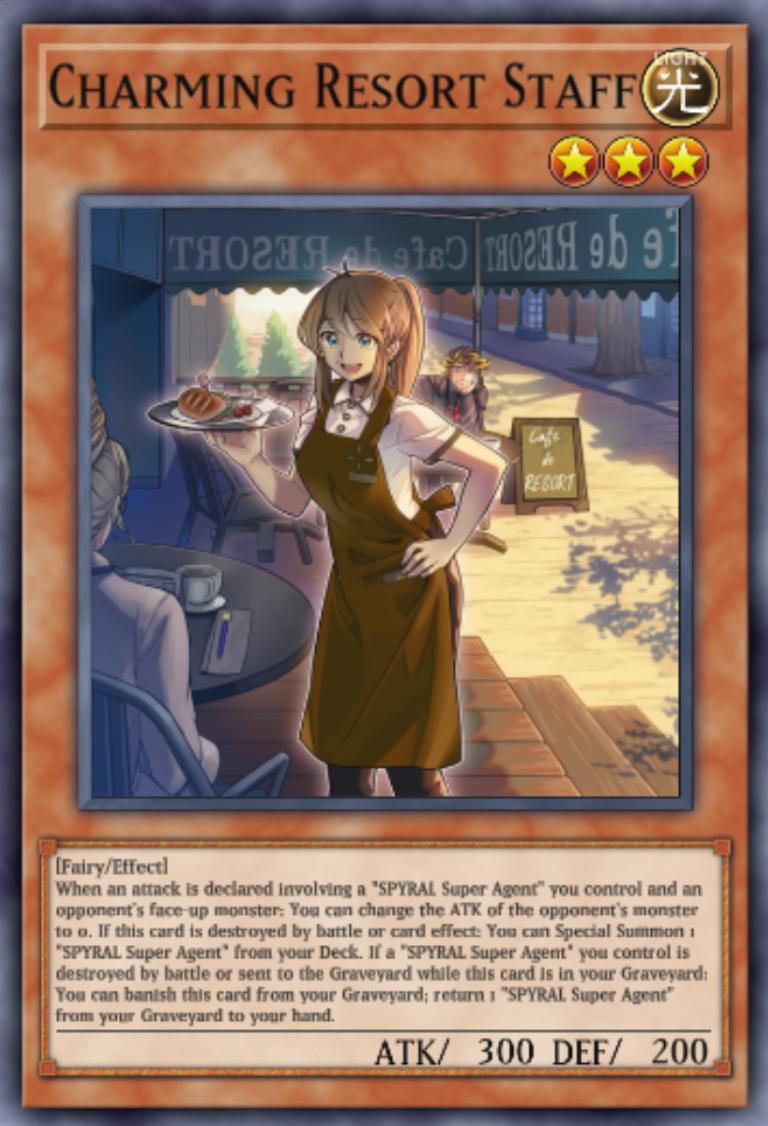 CHARMING RESORT STAFF
LIGHT
光
Cafe de RESORT
fe de RESORT
Cafe
de
RESORT
[Fairy/Effect]
When an attack is declared involving a "SPYRAL Super Agent" you control and an
opponent's face-up monster: You can change the ATK of the opponent's monster
to 0. If this card is destroyed by battle or card effect: You can Special Summon 1
"SPYRAL Super Agent" from your Deck. If a "SPYRAL Super Agent" you control is
destroyed by battle or sent to the Graveyard while this card is in your Graveyard:
You can banish this card from your Graveyard; return 1 "SPYRAL Super Agent"
from your Graveyard to your hand.
ATK/ 300 DEF/ 200